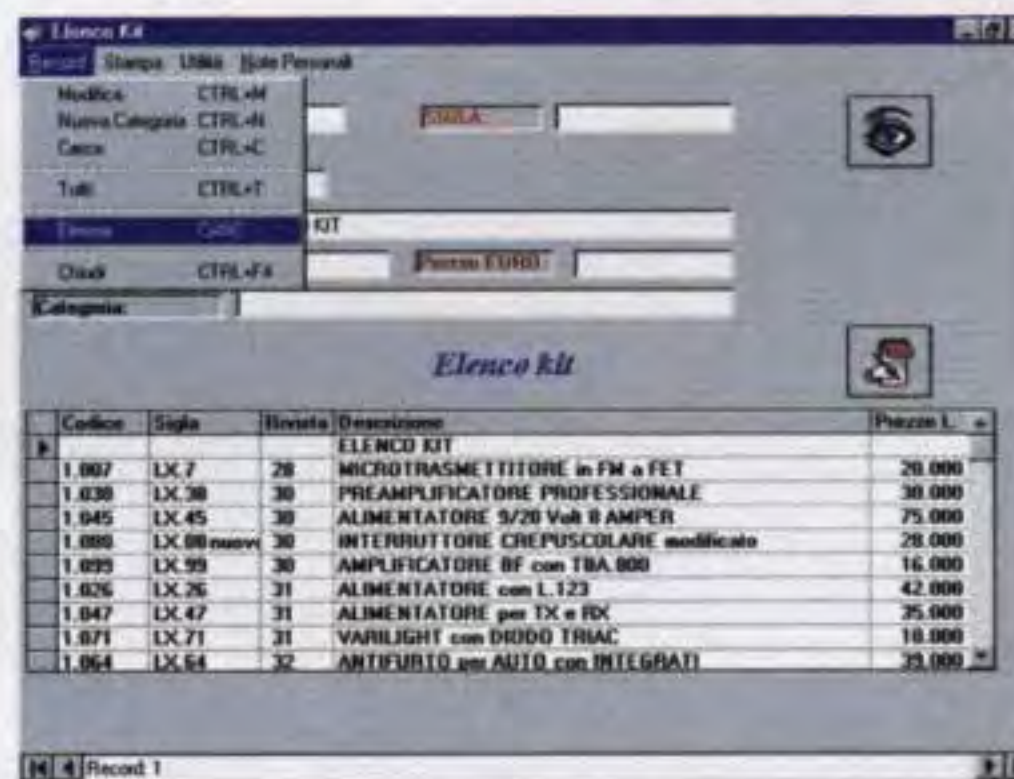 Elenco Kit
Record Stampa Utilità Note Personali
Modifica CTRL+M
Nuova Categoria CTRL+N
Cerca CTRL+C
Tutti CTRL+T
Elimina CANC
Chiudi CTRL+F4
SIGLA:
KIT
Prezzo EURO:
Categoria:
Elenco kit
Codice Sigla Rivista Descrizione Prezzo L.
ELENCO KIT
1.007 LX.7 28 MICROTRASMETTITORE in FM a FET 20.000
1.038 LX.38 30 PREAMPLIFICATORE PROFESSIONALE 30.000
1.045 LX.45 30 ALIMENTATORE 9/20 Volt 8 AMPER 75.000
1.080 LX.80 nuovo 30 INTERRUTTORE CREPUSCOLARE modificato 28.000
1.099 LX.99 30 AMPLIFICATORE BF con TBA.800 16.000
1.026 LX.26 31 ALIMENTATORE con L.123 42.000
1.047 LX.47 31 ALIMENTATORE per TX e RX 35.000
1.071 LX.71 31 VARILIGHT con DIODO TRIAC 18.000
1.064 LX.64 32 ANTIFURTO per AUTO con INTEGRATI 39.000
Record: 1